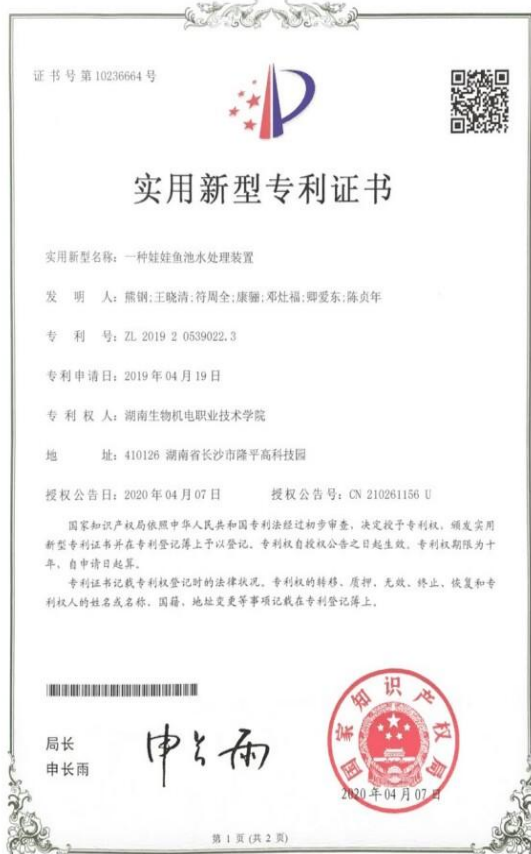 证书号第10236664号
实用新型专利证书
实用新型名称：一种娃娃鱼池水处理装置
发明人：熊钢;王晓清;符周全;康骊;邓灶福;卿爱东;陈贞年
专利号：ZL 2019 2 0539022.3
专利申请日：2019年04月19日
专利权人：湖南生物机电职业技术学院
地址：410126 湖南省长沙市隆平高科技园
授权公告日：2020年04月07日 授权公告号：CN 210261156 U
国家知识产权局依照中华人民共和国专利法经过初步审查，决定授予专利权，颁发实用
新型专利证书并在专利登记簿上予以登记。专利权自授权公告之日起生效。专利权期限为十
年，自申请日起算。
专利证书记载专利权登记时的法律状况。专利权的转移、质押、无效、终止、恢复和专
利权人的姓名或名称、国籍、地址变更等事项记载在专利登记簿上。
局长
申长雨
申长雨
国家知识产权局
2020年04月07日
第 1 页 (共 2 页)